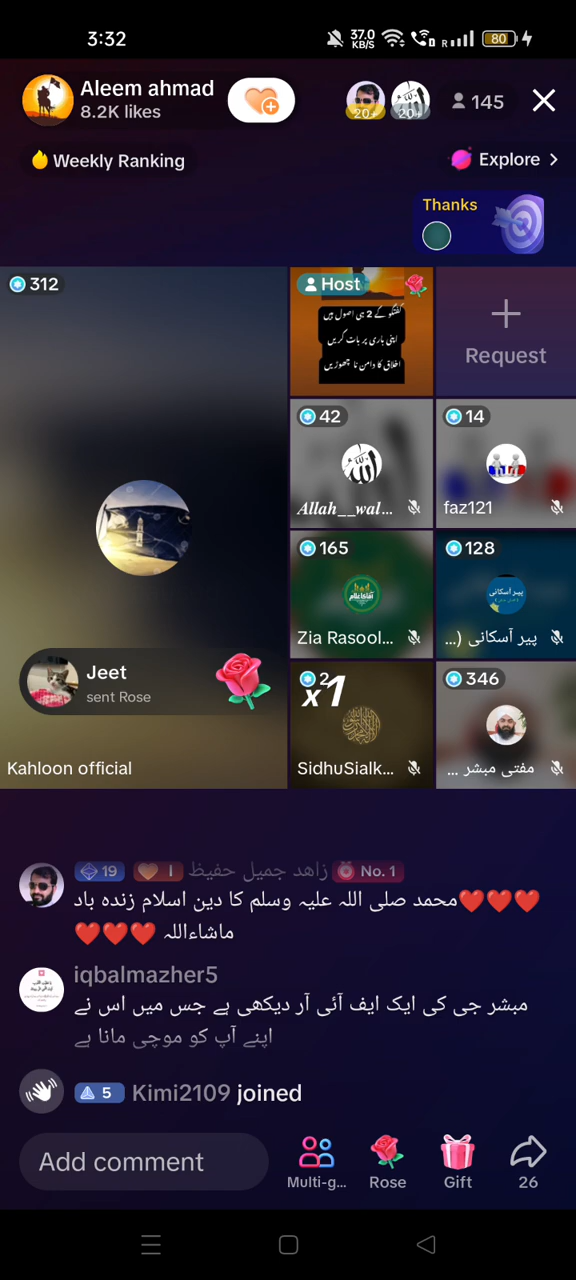 3:32
37.0
KB/S
R
80
Aleem ahmad
8.2K likes
20+
20+
145
Weekly Ranking
Explore
Thanks
312
Host
گفتگو کے 2 ہی اصول ہیں
اپنی باری پر بات کریں
اخلاق کا دامن نا چھوڑیں
Request
42
Allah__wal...
14
faz121
165
Zia Rasool...
128
پیر آسکانی
پیر آسکانی (...
Jeet
sent Rose
Kahloon official
2
x1
SidhuSialk...
346
مفتی مبشر ...
19
I
زاھد جمیل حفیظ
No. 1
❤️❤️❤️محمد صلی اللہ علیہ وسلم کا دین اسلام زندہ باد
ماشاءاللہ ❤️❤️❤️
iqbalmazher5
مبشر جی کی ایک ایف آئی آر دیکھی ہے جس میں اس نے
اپنے آپ کو موچی مانا ہے
5
Kimi2109 joined
Add comment
Multi-g...
Rose
Gift
26